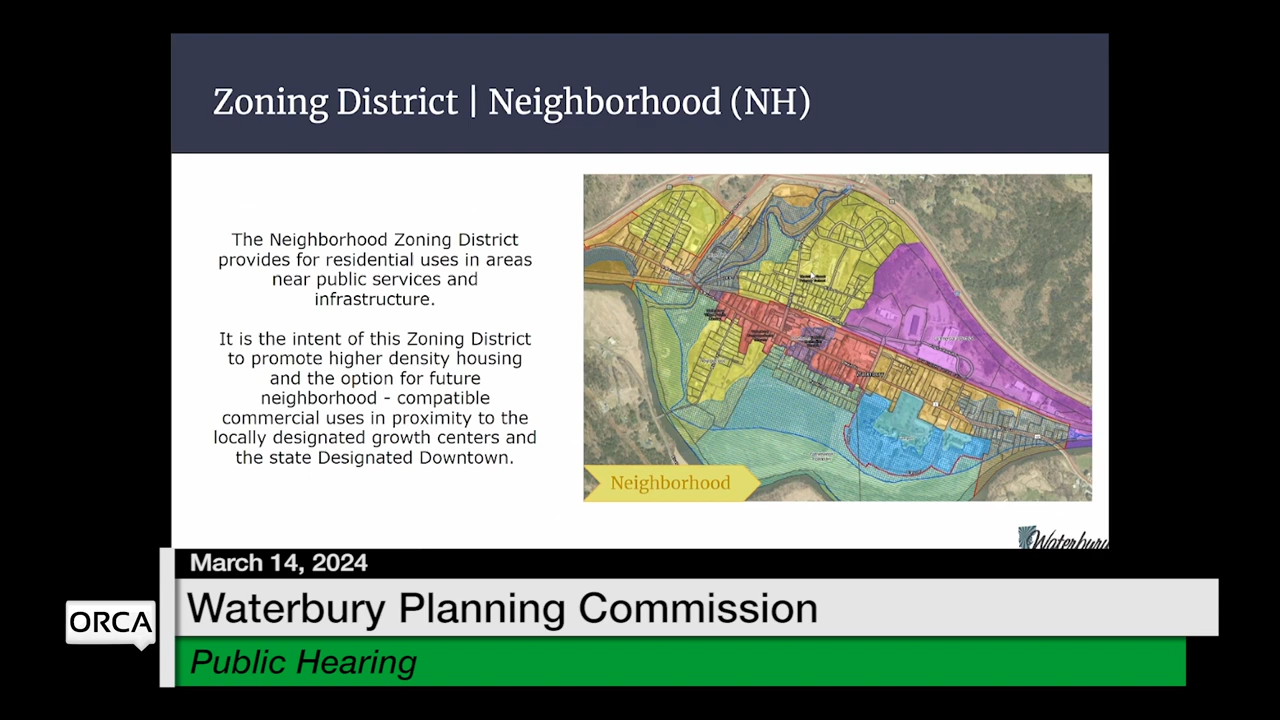 Zoning District | Neighborhood (NH)
The Neighborhood Zoning District
provides for residential uses in areas
near public services and
infrastructure.
It is the intent of this Zoning District
to promote higher density housing
and the option for future
neighborhood - compatible
commercial uses in proximity to the
locally designated growth centers and
the state Designated Downtown.
Neighborhood
Waterbury
March 14, 2024
Waterbury Planning Commission
ORCA
Public Hearing